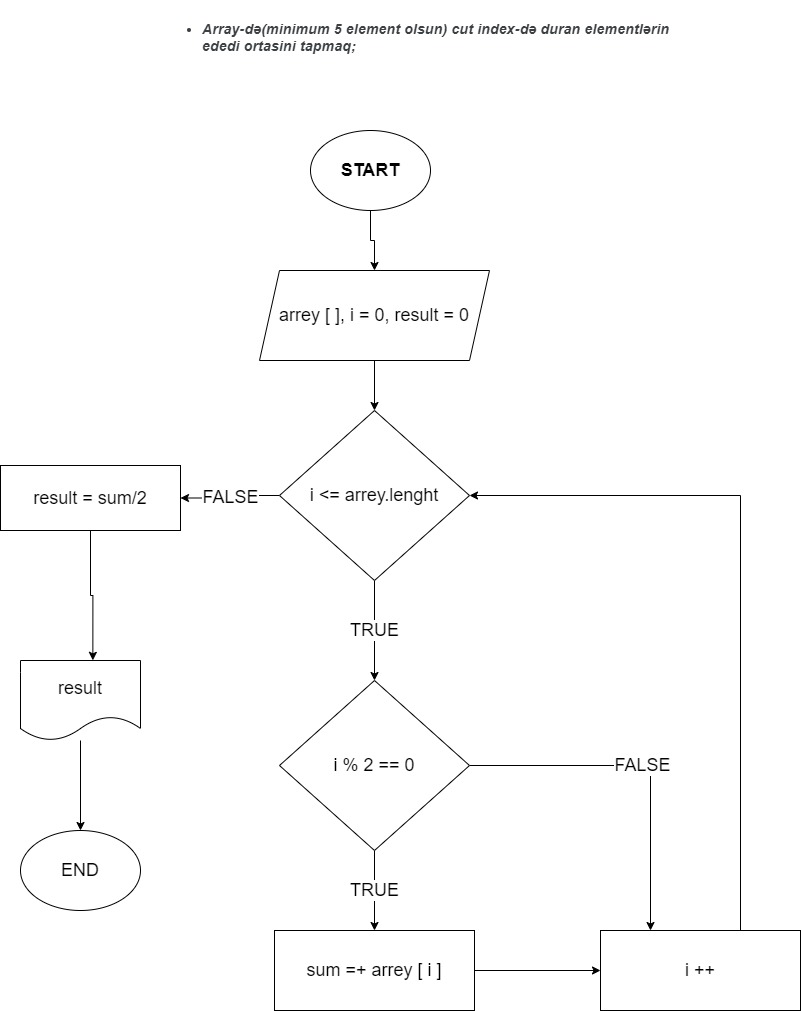 Array-də(minimum 5 element olsun) cut index-də duran elementlərin
ededi ortasini tapmaq;
START
arrey [ ], i = 0, result = 0
i <= arrey.lenght
FALSE
result = sum/2
TRUE
result
i % 2 == 0
FALSE
END
TRUE
sum =+ arrey [ i ]
i ++